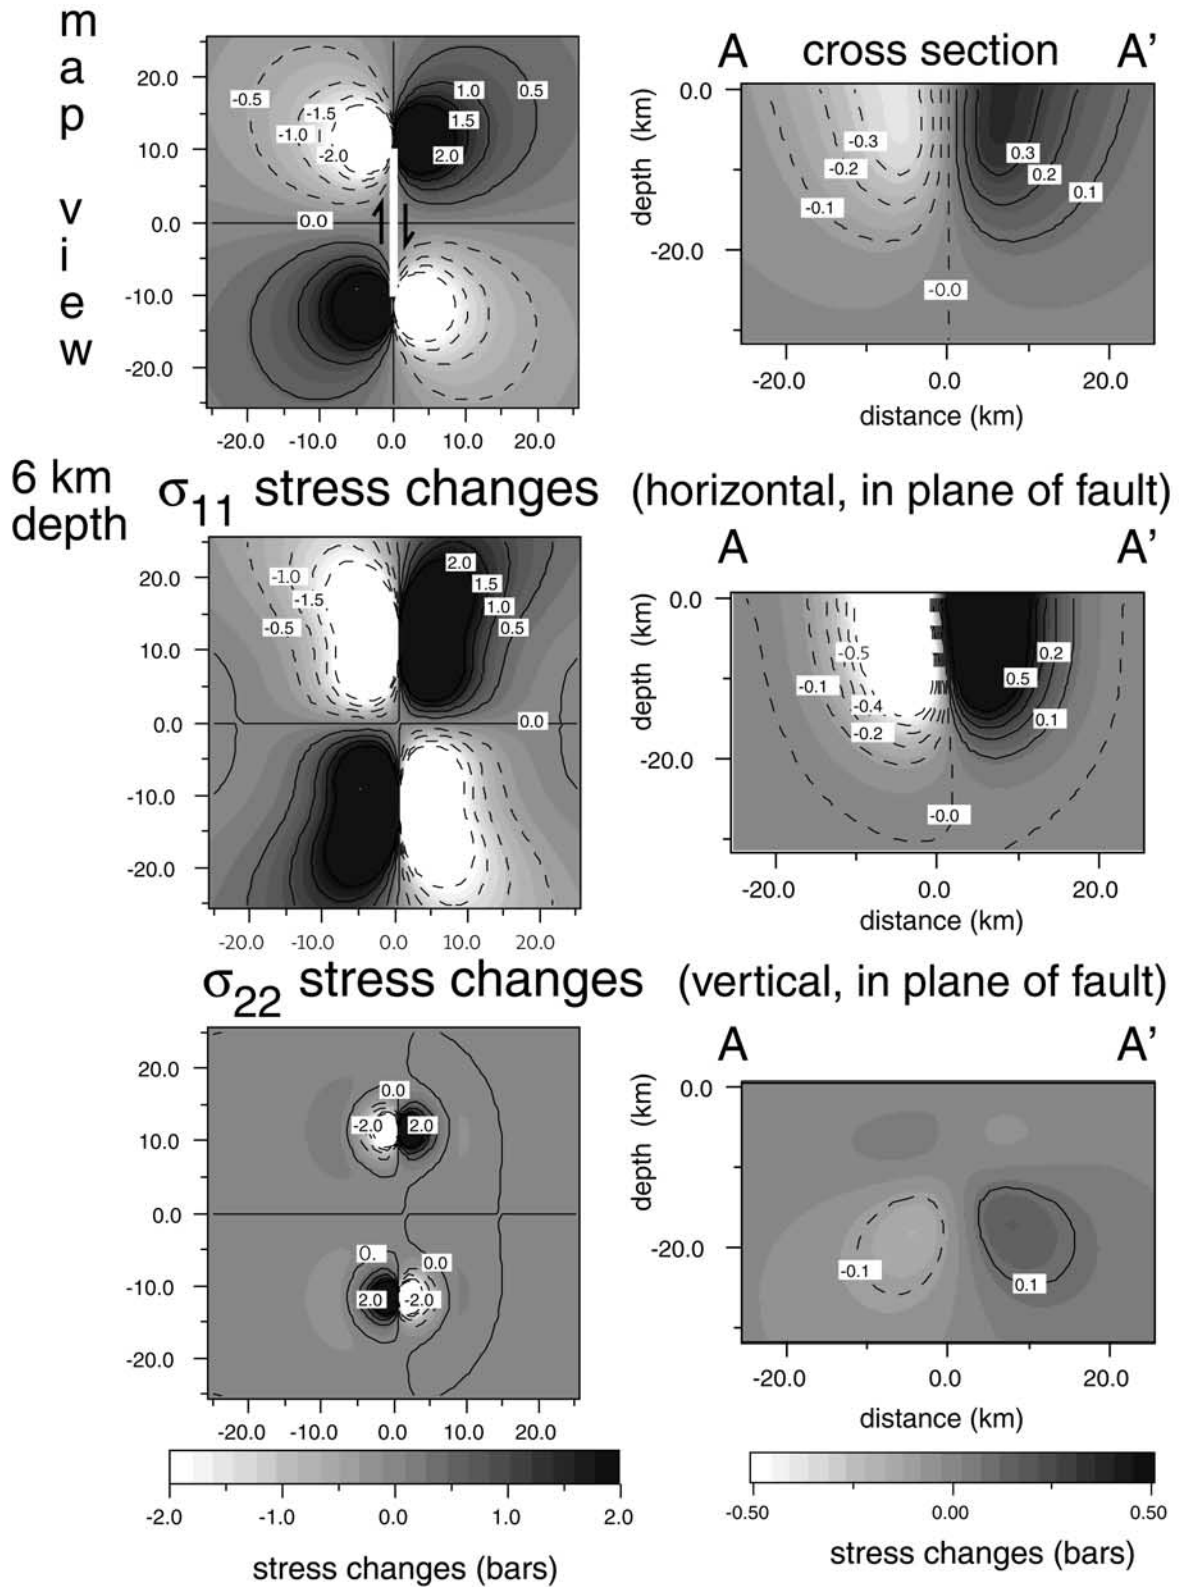 map view
A cross section A'
20.0
10.0
0.0
-10.0
-20.0
-0.5
-1.5
-1.0
-2.0
1.0
0.5
1.5
2.0
0.0
-20.0 -10.0 0.0 10.0 20.0
depth (km)
0.0
-20.0
-0.3
-0.2
-0.1
0.3
0.2
0.1
-0.0
-20.0 0.0 20.0
distance (km)
6 km
depth
σ11 stress changes (horizontal, in plane of fault)
A A'
20.0
10.0
0.0
-10.0
-20.0
-1.0
-1.5
-0.5
2.0
1.5
1.0
0.5
0.0
-20.0 -10.0 0.0 10.0 20.0
depth (km)
0.0
-20.0
-0.5
-0.1
-0.4
-0.2
0.2
0.5
0.1
-0.0
-20.0 0.0 20.0
distance (km)
σ22 stress changes (vertical, in plane of fault)
A A'
20.0
10.0
0.0
-10.0
-20.0
0.0
-2.0 2.0
0.
0.0
2.0 -2.0
-20.0 -10.0 0.0 10.0 20.0
depth (km)
0.0
-20.0
-0.1
0.1
-20.0 0.0 20.0
distance (km)
-2.0 -1.0 0.0 1.0 2.0
stress changes (bars)
-0.50 0.00 0.50
stress changes (bars)